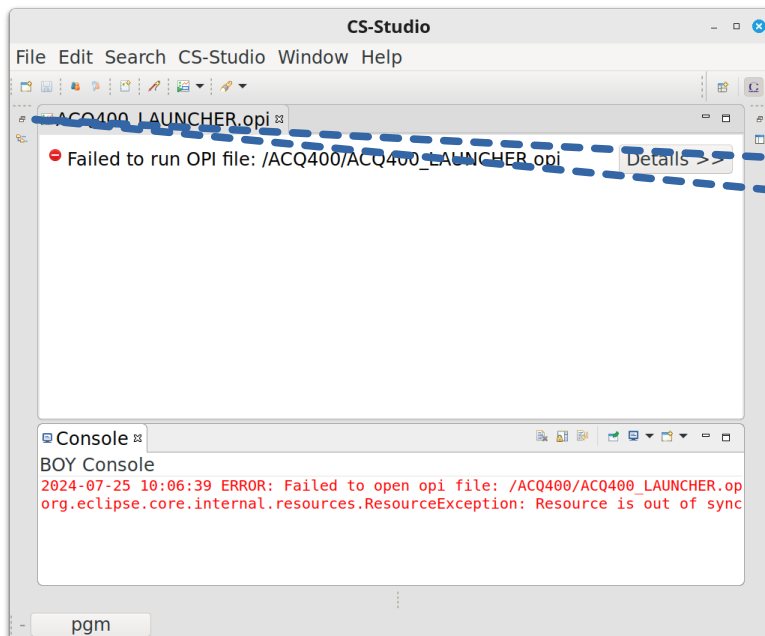 CS-Studio
File Edit Search CS-Studio Window Help
ACQ400_LAUNCHER.opi
Failed to run OPI file: /ACQ400/ACQ400_LAUNCHER.opi
Details >>
Console
BOY Console
2024-07-25 10:06:39 ERROR: Failed to open opi file: /ACQ400/ACQ400_LAUNCHER.op
org.eclipse.core.internal.resources.ResourceException: Resource is out of sync
pgm